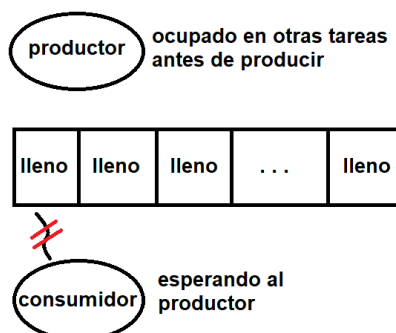 productor
ocupado en otras tareas
antes de producir
lleno lleno lleno . . . lleno
consumidor
esperando al
productor